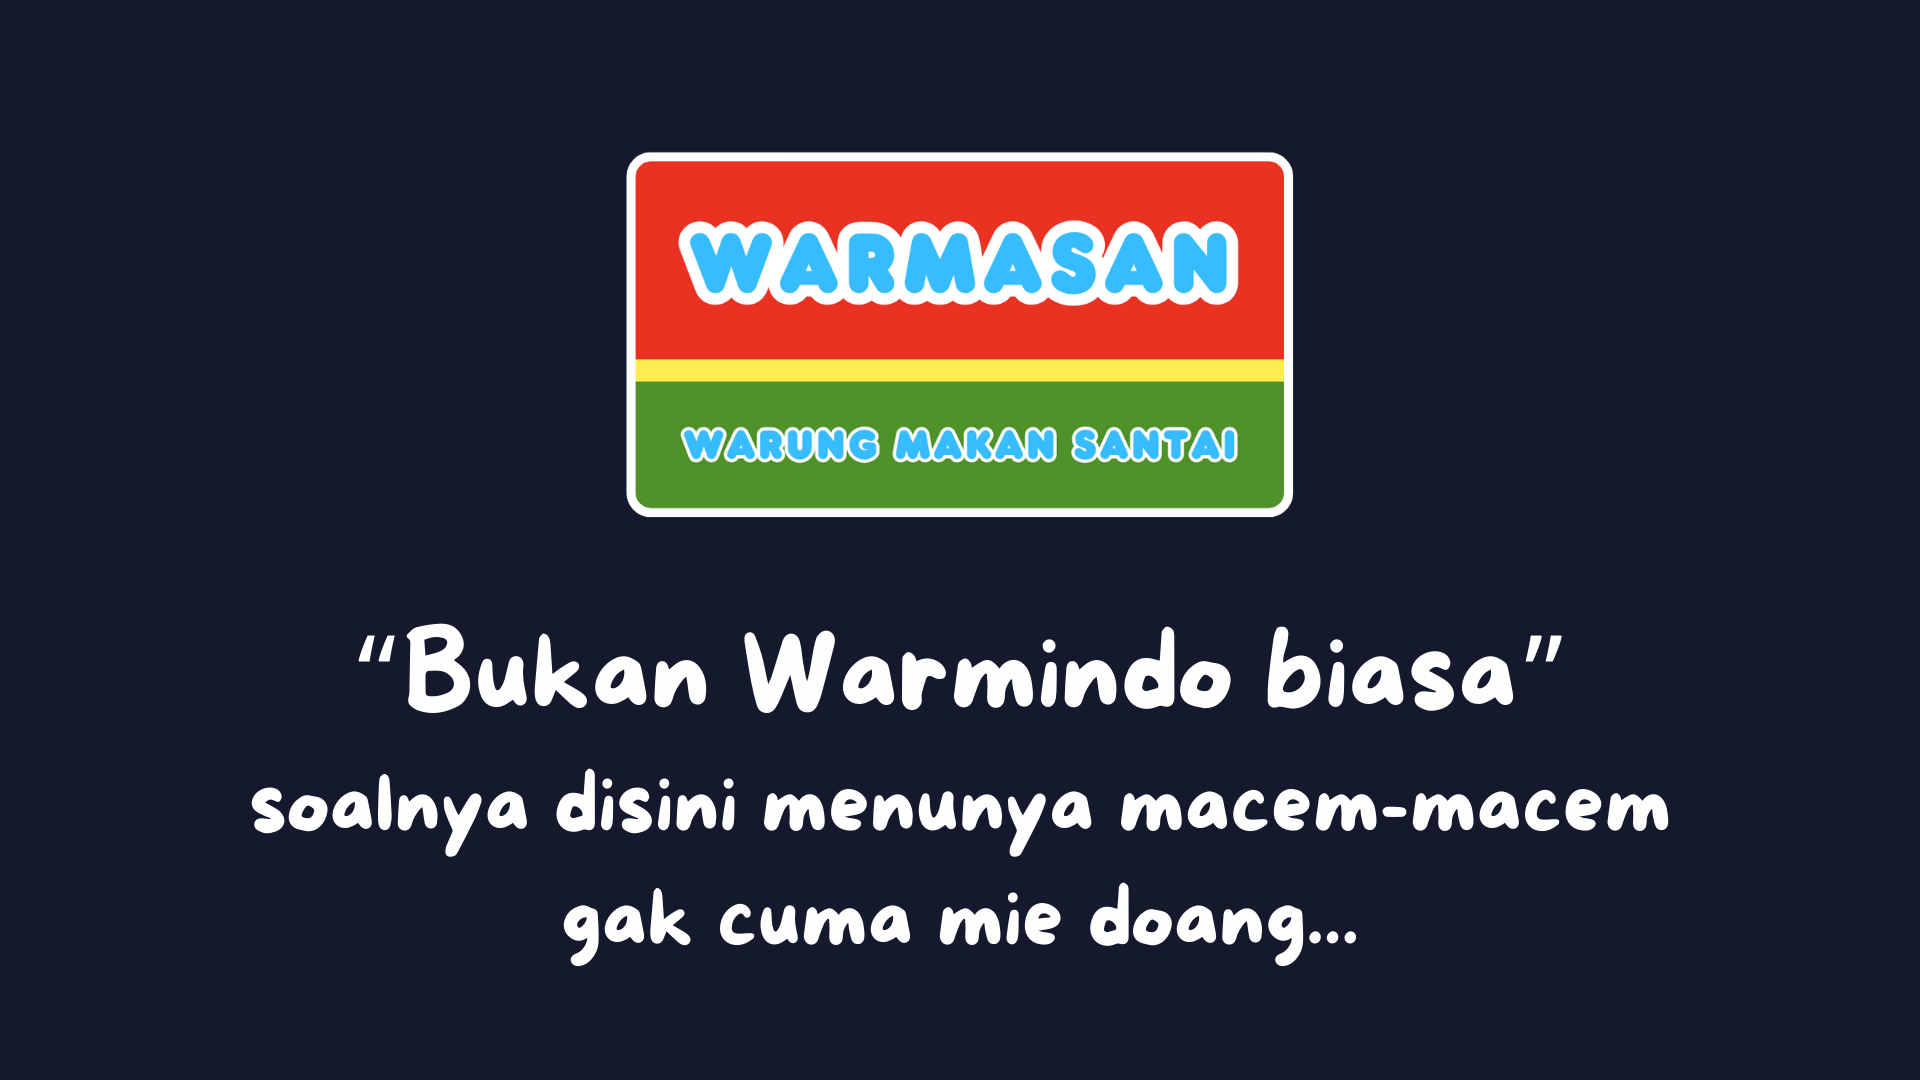 WARMASAN
WARUNG MAKAN SANTAI
“Bukan Warmindo biasa”
soalnya disini menunya macem-macem
gak cuma mie doang...